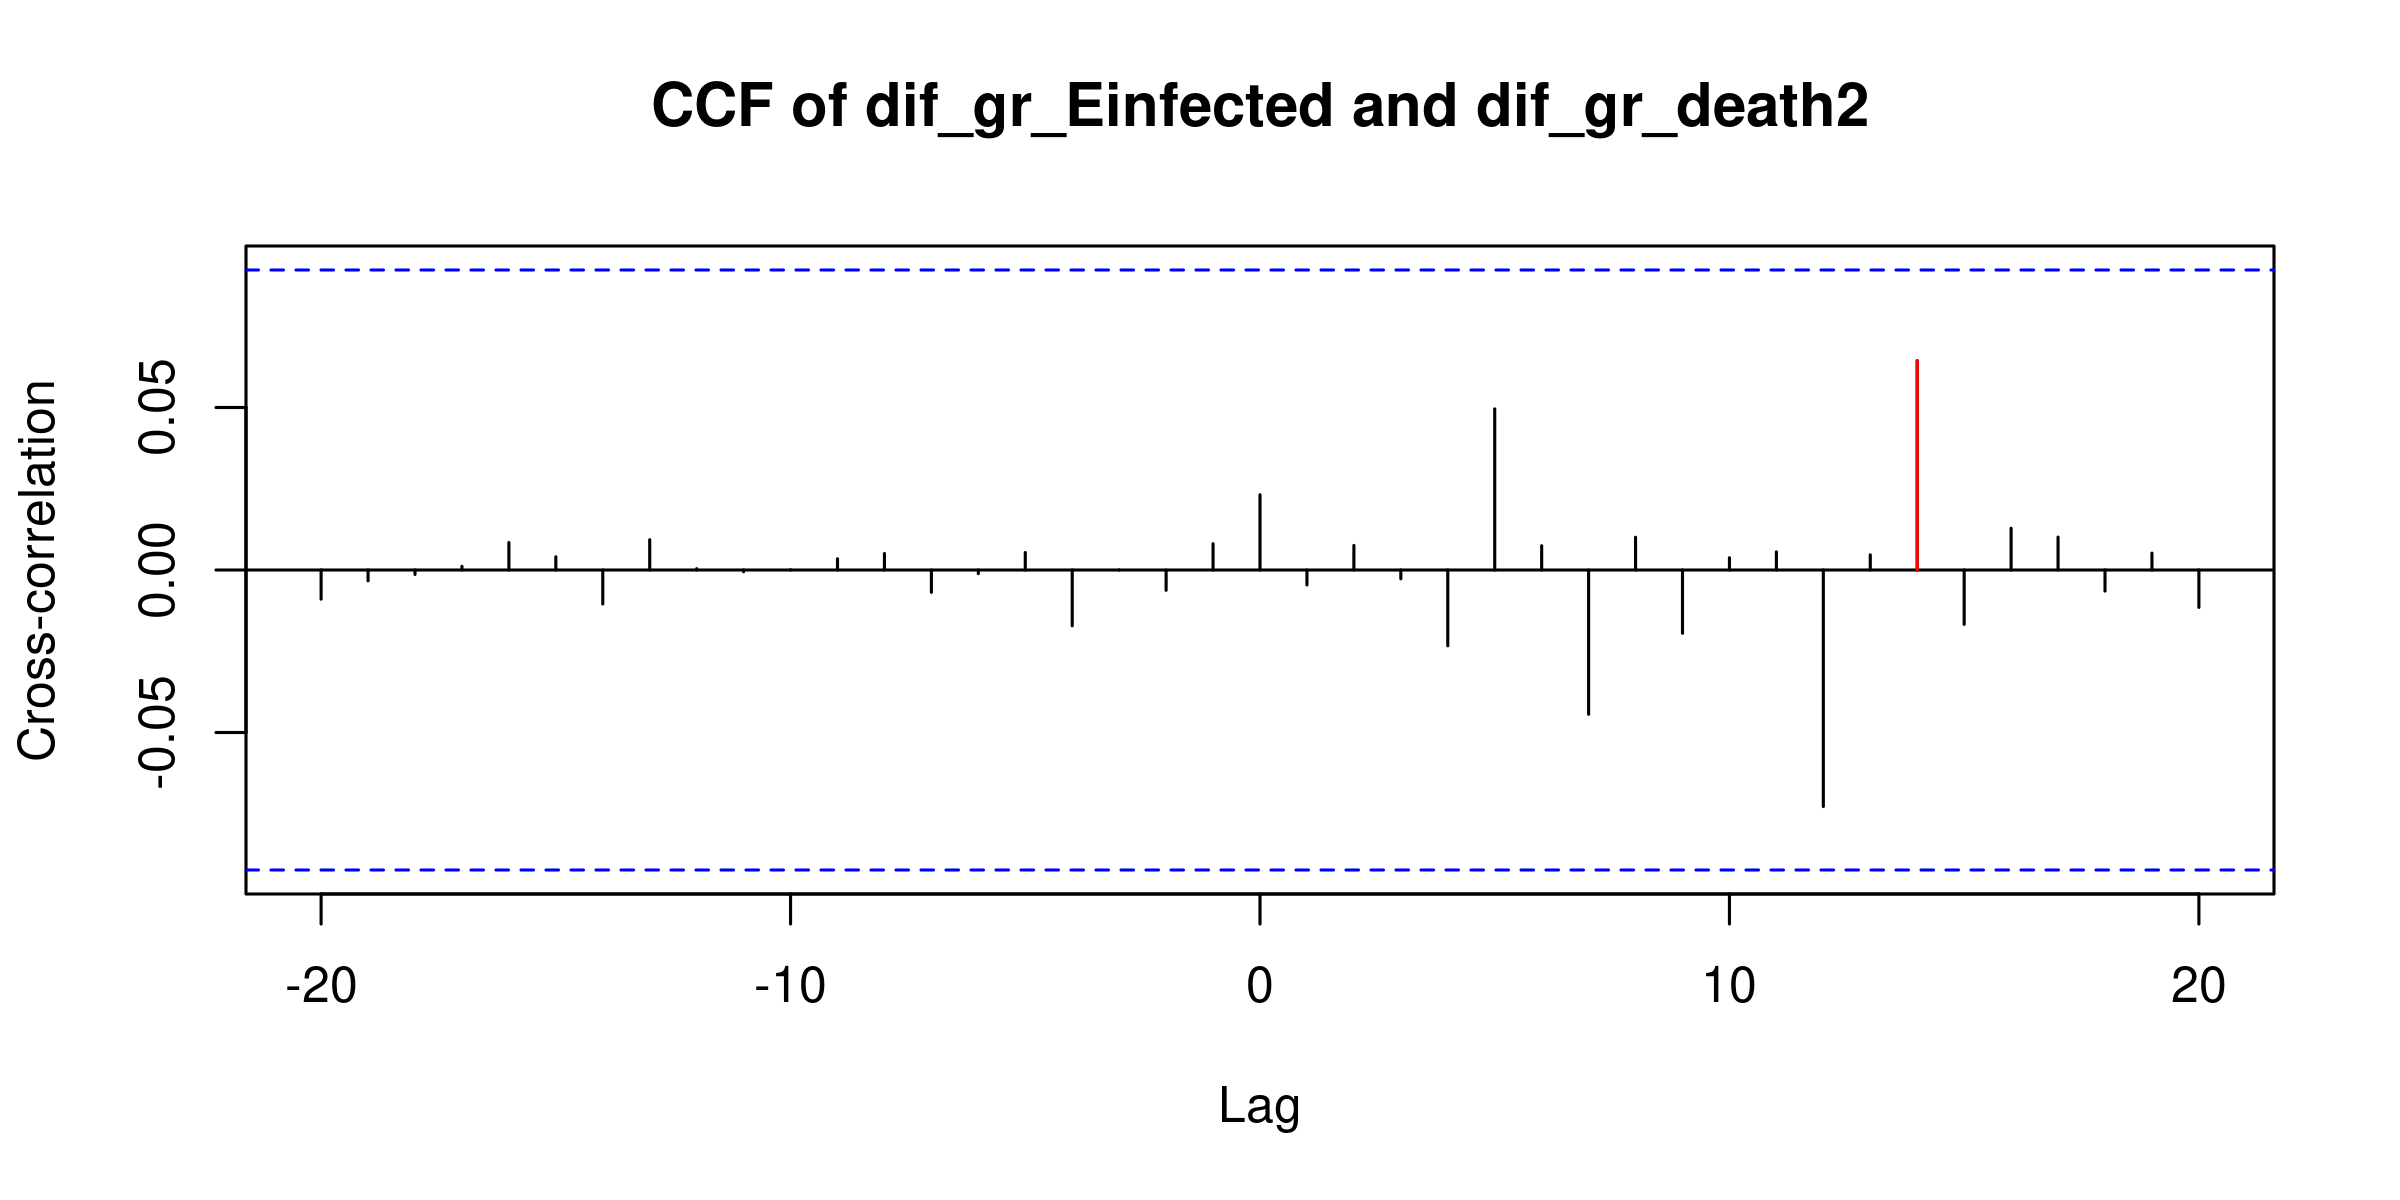 CCF of dif_gr_Einfected and dif_gr_death2
Cross-correlation
0.05
0.00
-0.05
-20 -10 0 10 20
Lag